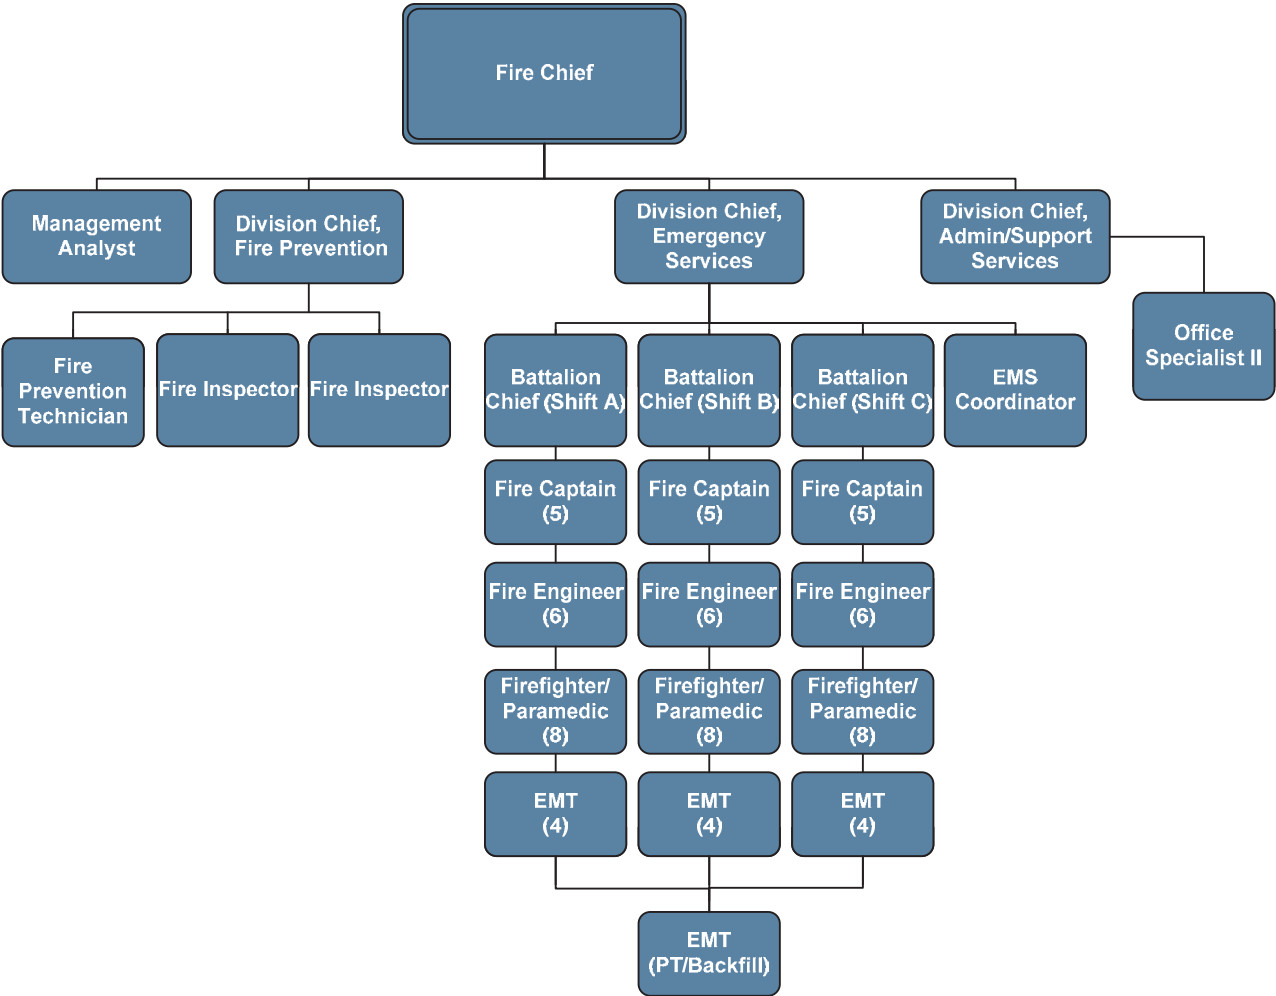 Fire Chief
Management
Analyst
Division Chief,
Fire Prevention
Division Chief,
Emergency
Services
Division Chief,
Admin/Support
Services
Office
Specialist II
Fire
Prevention
Technician
Fire Inspector
Fire Inspector
Battalion
Chief (Shift A)
Battalion
Chief (Shift B)
Battalion
Chief (Shift C)
EMS
Coordinator
Fire Captain
(5)
Fire Captain
(5)
Fire Captain
(5)
Fire Engineer
(6)
Fire Engineer
(6)
Fire Engineer
(6)
Firefighter/
Paramedic
(8)
Firefighter/
Paramedic
(8)
Firefighter/
Paramedic
(8)
EMT
(4)
EMT
(4)
EMT
(4)
EMT
(PT/Backfill)